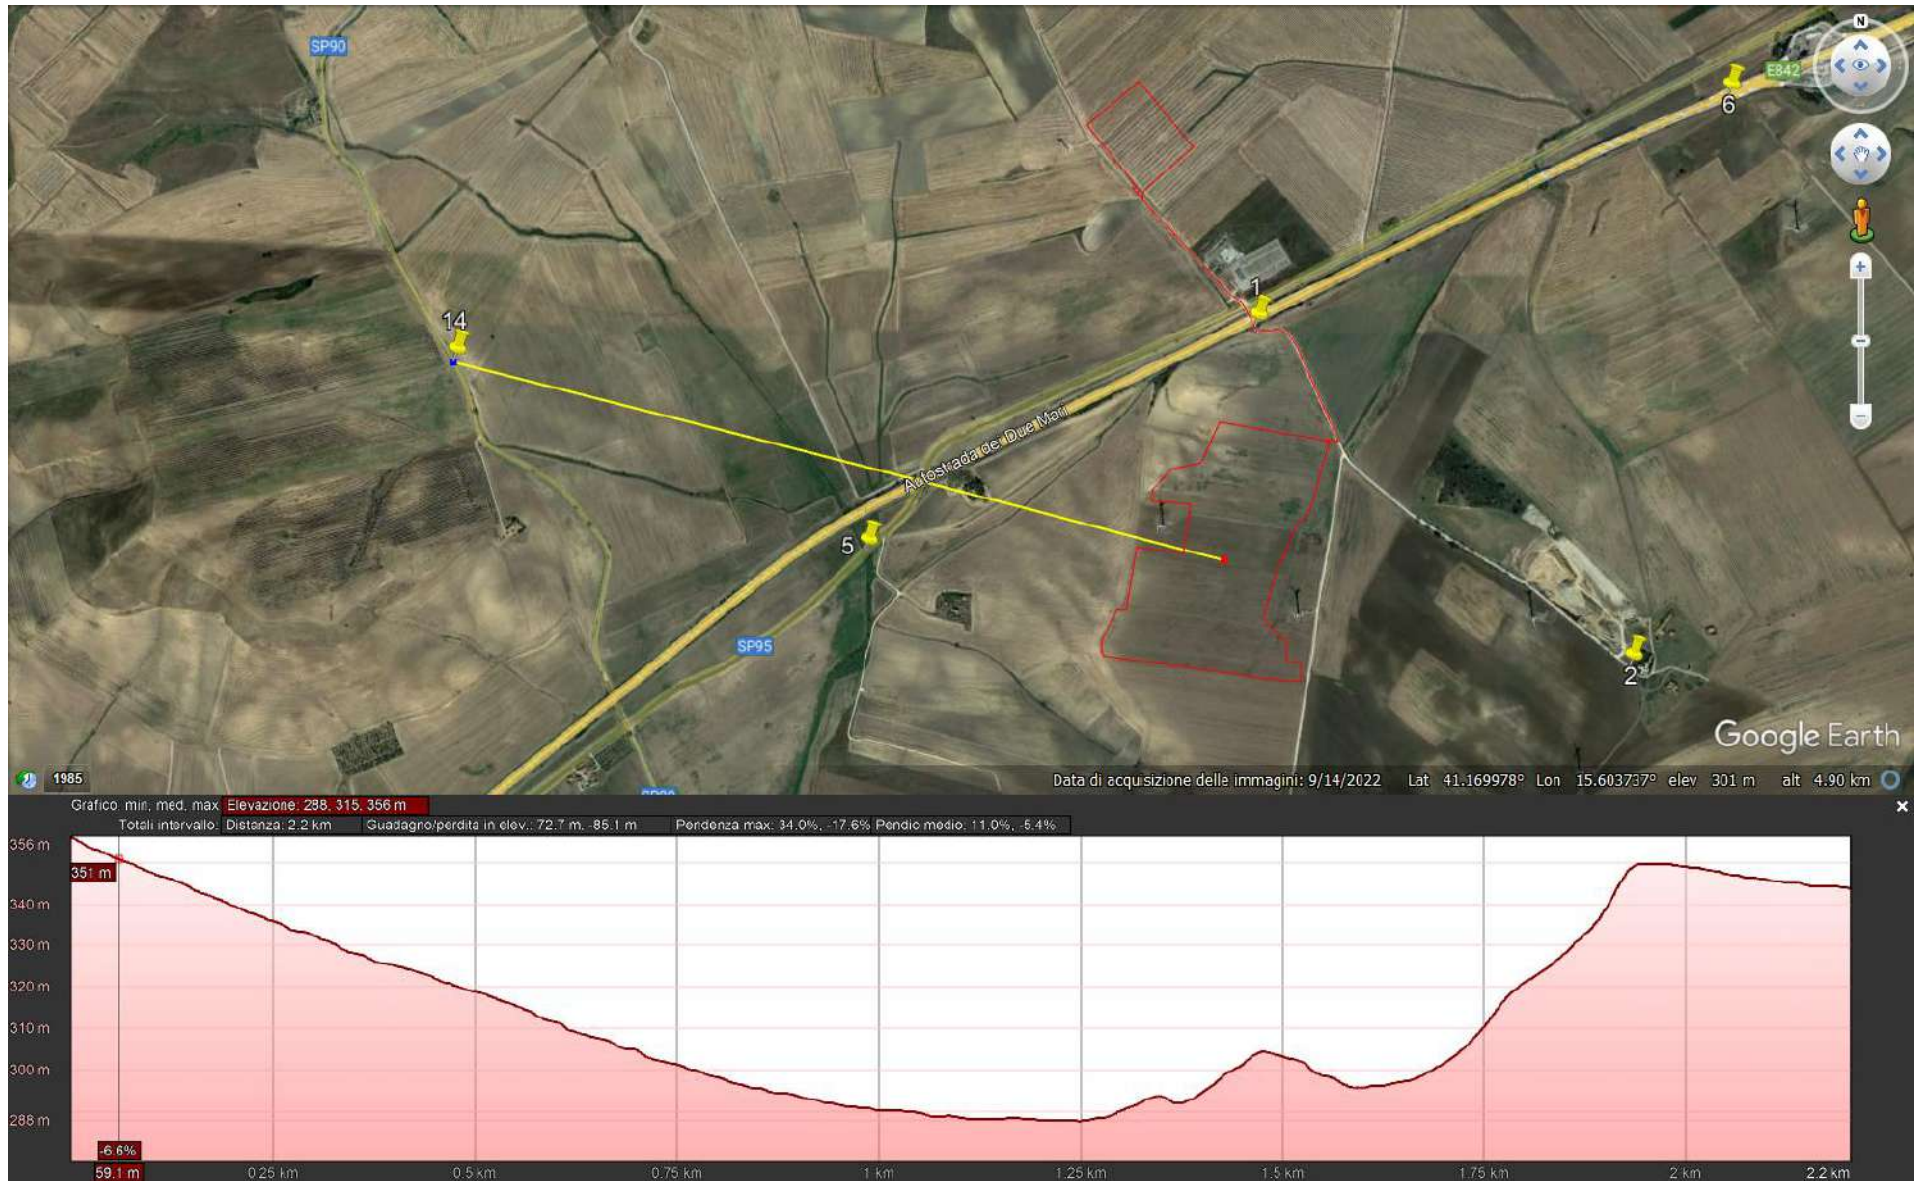 SP90
N
E842
6
14
1
5
Autostrada dei Due Mari
SP95
2
Google Earth
1985
Data di acquisizione delle immagini: 9/14/2022 Lat 41.169978° Lon 15.603737° elev 301 m alt 4.90 km
Grafico: min, med, max Elevazione: 288, 315, 356 m
Totali intervallo: Distanza: 2.2 km Guadagno/perdita in elev.: 72.7 m, -85.1 m Pendenza max: 34.0%, -17.6% Pendio medio: 11.0%, -5.4%
356 m
351 m
340 m
330 m
320 m
310 m
300 m
288 m
-6.6%
59.1 m 0.25 km 0.5 km 0.75 km 1 km 1.25 km 1.5 km 1.75 km 2 km 2.2 km